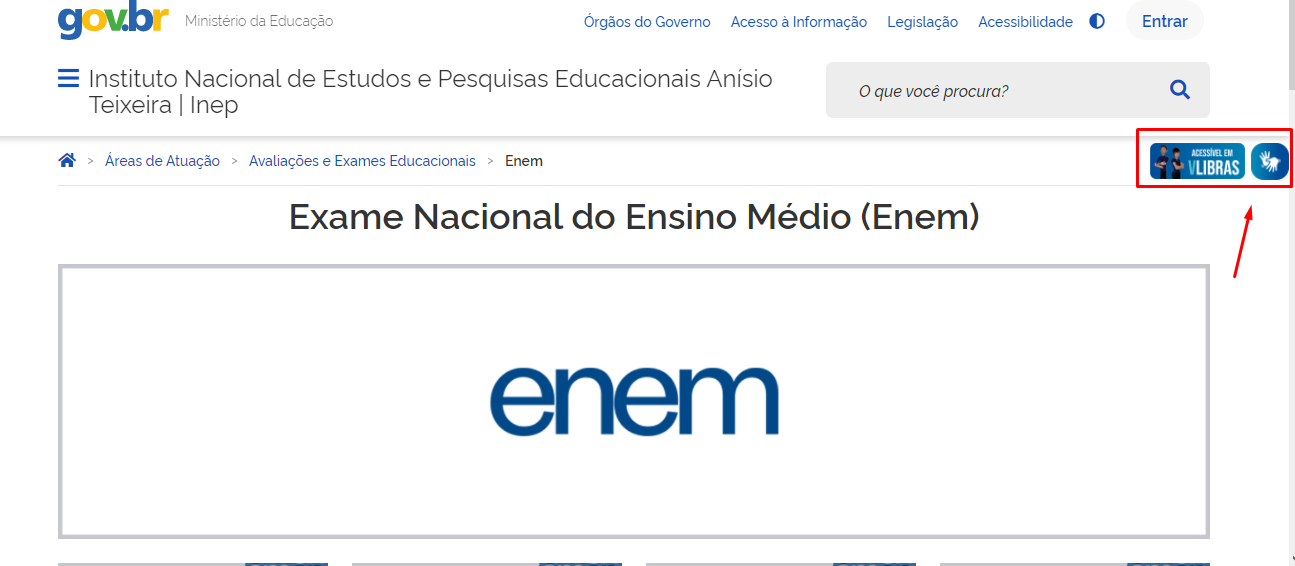 gov.br Ministério da Educação Órgãos do Governo Acesso à Informação Legislação Acessibilidade Entrar
Instituto Nacional de Estudos e Pesquisas Educacionais Anísio
Teixeira | Inep
O que você procura?
> Áreas de Atuação > Avaliações e Exames Educacionais > Enem
ACESSÍVEL EM
VLIBRAS
Exame Nacional do Ensino Médio (Enem)
enem